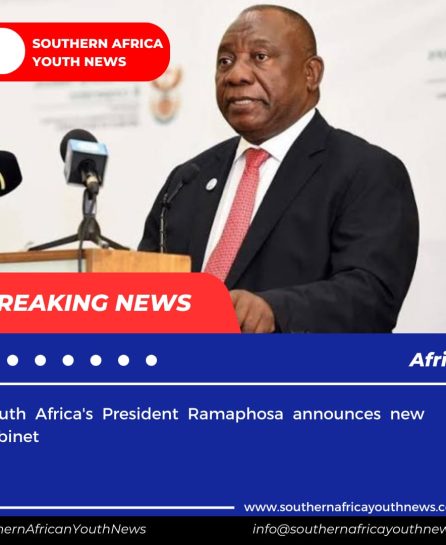 SOUTHERN AFRICA
YOUTH NEWS
REAKING NEWS
Afri
uth Africa's President Ramaphosa announces new
binet
www.southernafricayouthnews.c
hernAfricanYouthNews
info@southernafricayouthnew